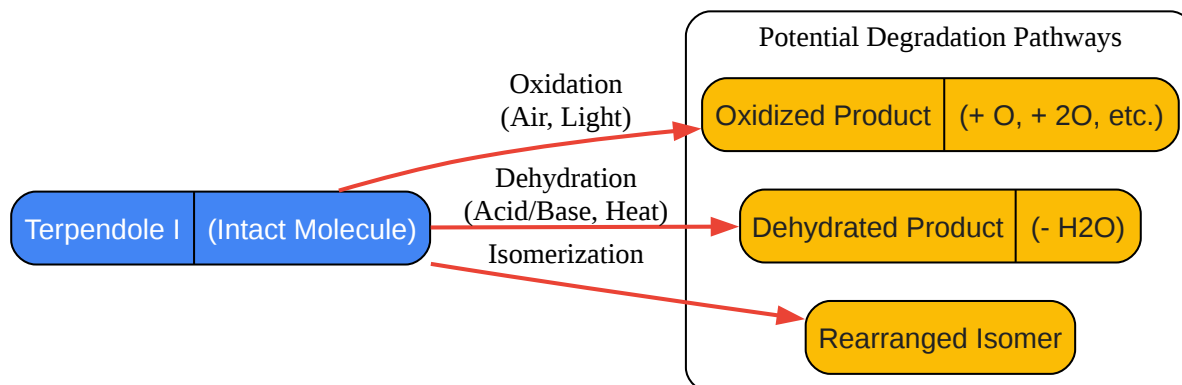 Potential Degradation Pathways
Oxidation
(Air, Light)
Oxidized Product (+ O, + 2O, etc.)
Terpendole I (Intact Molecule)
Dehydration
(Acid/Base, Heat)
Dehydrated Product (- H2O)
Isomerization
Rearranged Isomer